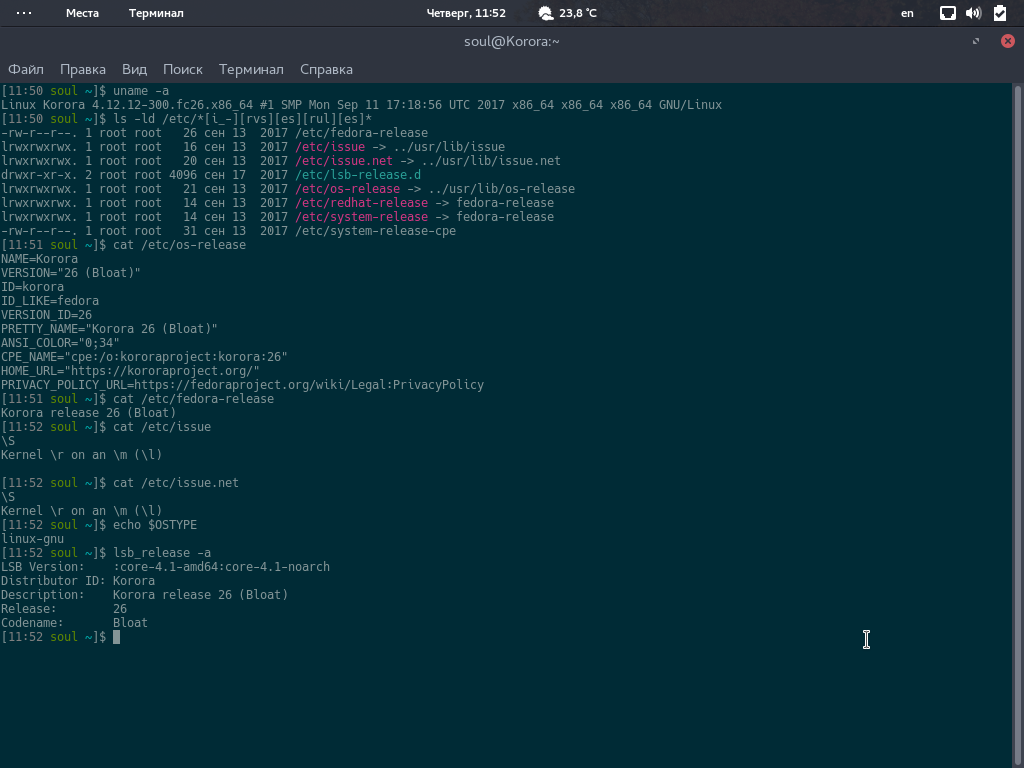 Места Терминал Четверг, 11:52 23,8 °C en
soul@Korora:~
Файл Правка Вид Поиск Терминал Справка
[11:50 soul ~]$ uname -a
Linux Korora 4.12.12-300.fc26.x86_64 #1 SMP Mon Sep 11 17:18:56 UTC 2017 x86_64 x86_64 x86_64 GNU/Linux
[11:50 soul ~]$ ls -ld /etc/*[i_-][rvs][es][rul][es]*
-rw-r--r--. 1 root root   26 сен 13  2017 /etc/fedora-release
lrwxrwxrwx. 1 root root   16 сен 13  2017 /etc/issue -> ../usr/lib/issue
lrwxrwxrwx. 1 root root   20 сен 13  2017 /etc/issue.net -> ../usr/lib/issue.net
drwxr-xr-x. 2 root root 4096 сен 17  2017 /etc/lsb-release.d
lrwxrwxrwx. 1 root root   21 сен 13  2017 /etc/os-release -> ../usr/lib/os-release
lrwxrwxrwx. 1 root root   14 сен 13  2017 /etc/redhat-release -> fedora-release
lrwxrwxrwx. 1 root root   14 сен 13  2017 /etc/system-release -> fedora-release
-rw-r--r--. 1 root root   31 сен 13  2017 /etc/system-release-cpe
[11:51 soul ~]$ cat /etc/os-release
NAME=Korora
VERSION="26 (Bloat)"
ID=korora
ID_LIKE=fedora
VERSION_ID=26
PRETTY_NAME="Korora 26 (Bloat)"
ANSI_COLOR="0;34"
CPE_NAME="cpe:/o:kororaproject:korora:26"
HOME_URL="https://kororaproject.org/"
PRIVACY_POLICY_URL=https://fedoraproject.org/wiki/Legal:PrivacyPolicy
[11:51 soul ~]$ cat /etc/fedora-release
Korora release 26 (Bloat)
[11:52 soul ~]$ cat /etc/issue
\S
Kernel \r on an \m (\l)

[11:52 soul ~]$ cat /etc/issue.net
\S
Kernel \r on an \m (\l)
[11:52 soul ~]$ echo $OSTYPE
linux-gnu
[11:52 soul ~]$ lsb_release -a
LSB Version:    :core-4.1-amd64:core-4.1-noarch
Distributor ID: Korora
Description:    Korora release 26 (Bloat)
Release:        26
Codename:       Bloat
[11:52 soul ~]$